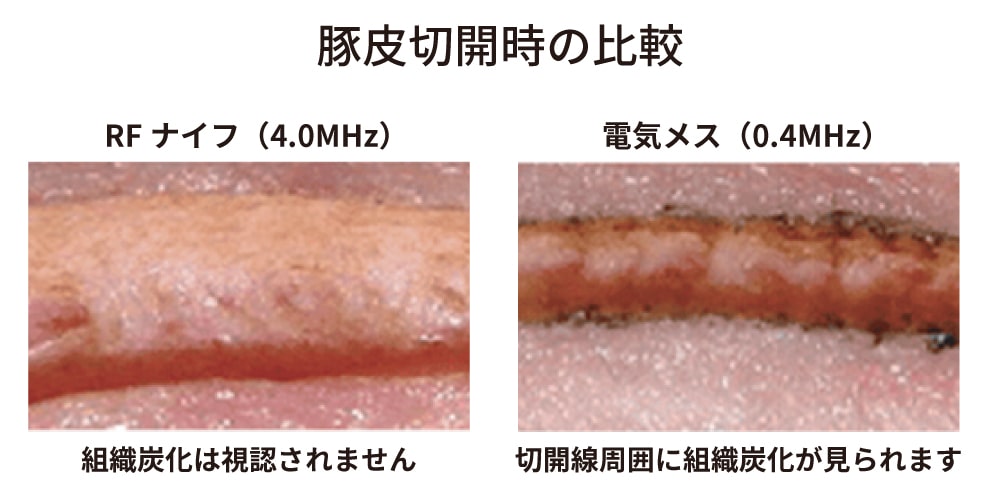 豚皮切開時の比較
RF ナイフ（4.0MHz）
電気メス（0.4MHz）
組織炭化は視認されません
切開線周囲に組織炭化が見られます